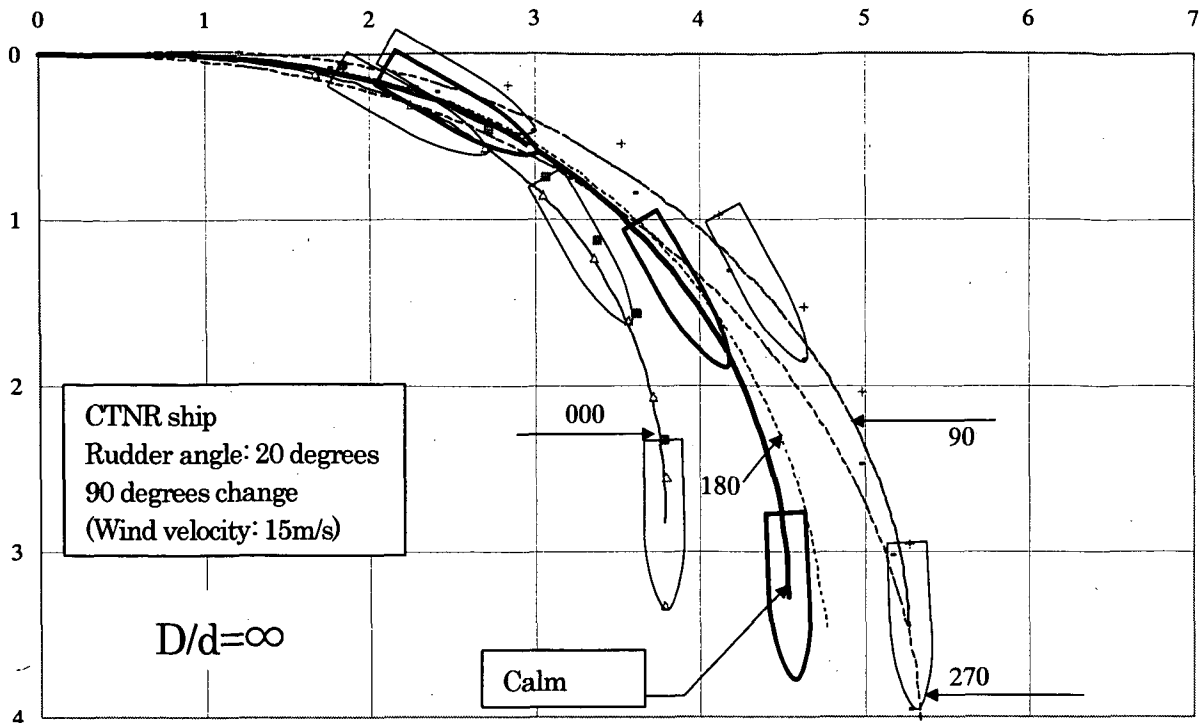 0 1 2 3 4 5 6 7
0
1
2
3
4
CTNR ship
Rudder angle: 20 degrees
90 degrees change
(Wind velocity: 15m/s)
000
180
90
270
D/d=∞
Calm